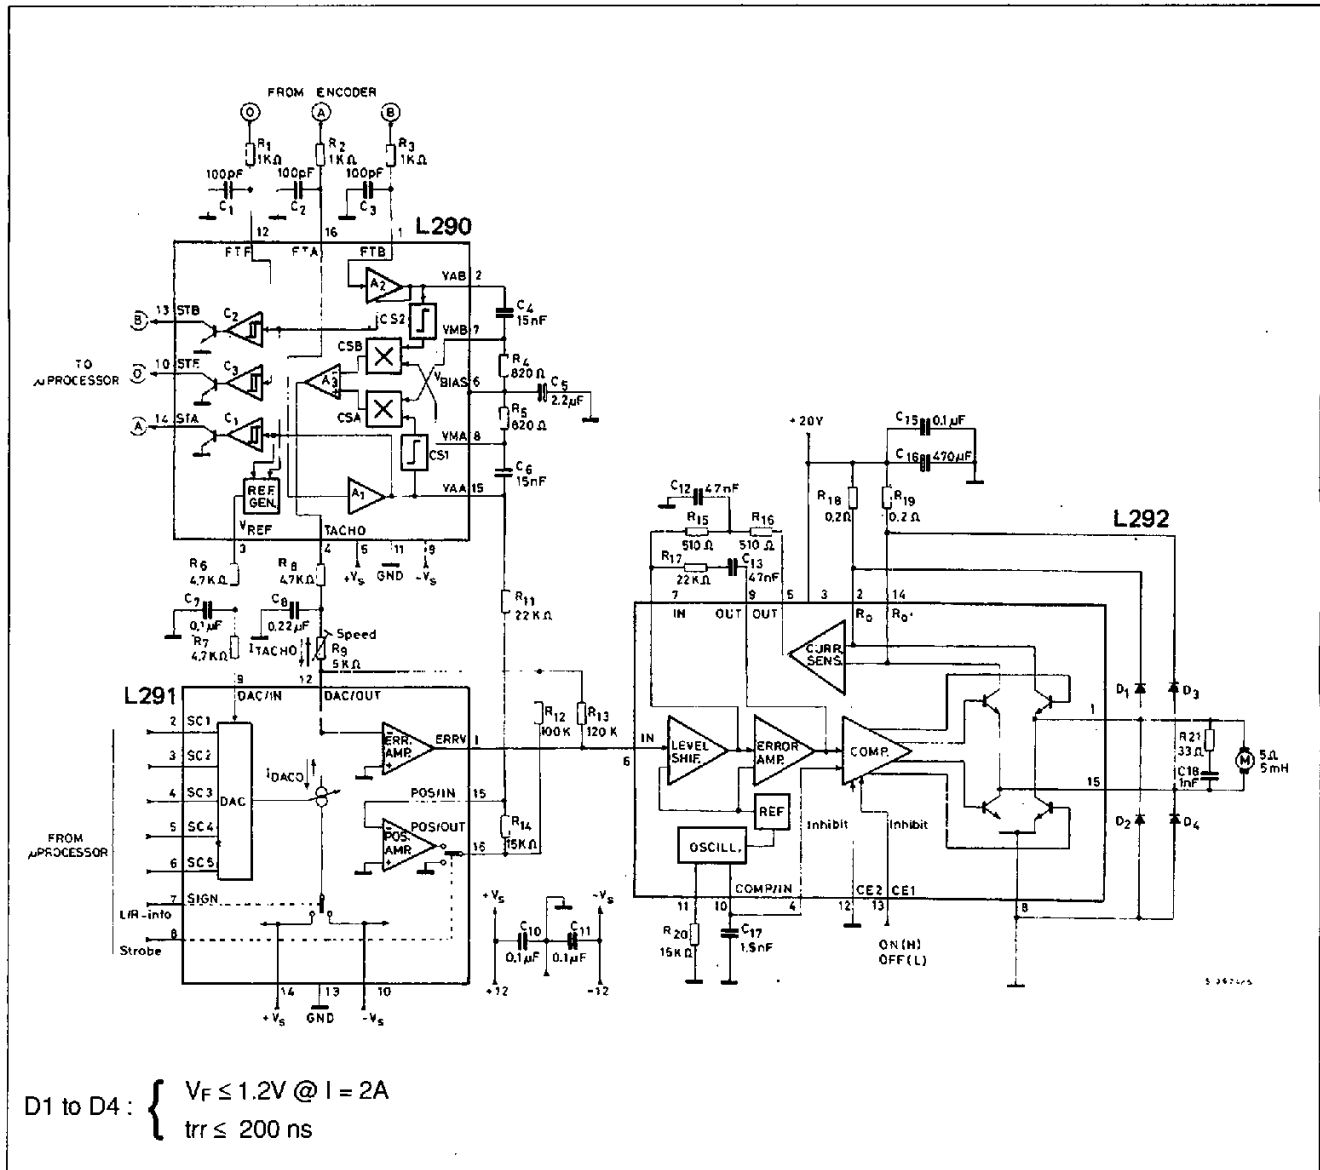 FROM ENCODER
O A B
R1 1KΩ
R2 1KΩ
R3 1KΩ
100pF C1
100pF C2
100pF C3
L290
12 16 1
FTF FTA FTB
A2
VAB 2
C4 15nF
13 STB
B
C2
CS2
VMB 7
CSB
R4 820Ω
TO
μPROCESSOR
10
O
C3
A3
VBIAS 6
C5 2.2μF
R5 820Ω
14 STA
A
C1
CSA
VMA 8
CS1
C6 15nF
REF. GEN.
A1
VAA 15
VREF TACHO
3 4 5 11 9
+Vs GND -Vs
R6 4.7KΩ
R8 4.7KΩ
R11 22KΩ
C7 0.1μF
C8 0.22μF
R7 4.7KΩ
ITACHO
Speed
R9 5KΩ
9 12
L291
DAC/IN DAC/OUT
R12 100K
R13 120K
2 SC1
3 SC2
4 SC3
5 SC4
6 SC5
DAC
IDACO
ERR. AMP.
ERRV 1
POS/IN 15
POS/OUT
POS. AMP.
16
R14 15KΩ
FROM
μPROCESSOR
7 SIGN
L/R-info
8
Strobe
14 13 10
+Vs GND -Vs
+Vs -Vs
C10 0.1μF
C11 0.1μF
+12 -12
+20V
C15 0.1μF
C16 470μF
R18 0.2Ω
R19 0.2Ω
L292
C12 47nF
R15 510Ω
R16 510Ω
R17 22KΩ
C13 47nF
7 9 5 3 2 14
IN OUT OUT
CURR. SENS.
D1 D3
1
IN
6
LEVEL SHIF.
ERROR AMP.
COMP.
R21 33Ω
C18 1nF
M
5Ω
5mH
15
D2 D4
REF
OSCILL.
Inhibit Inhibit
COMP/IN CE2 CE1
11 10 4 12 13 8
R20 15KΩ
C17 1.5nF
ON(H)
OFF(L)
D1 to D4 : { VF ≤ 1.2V @ I = 2A
trr ≤ 200 ns